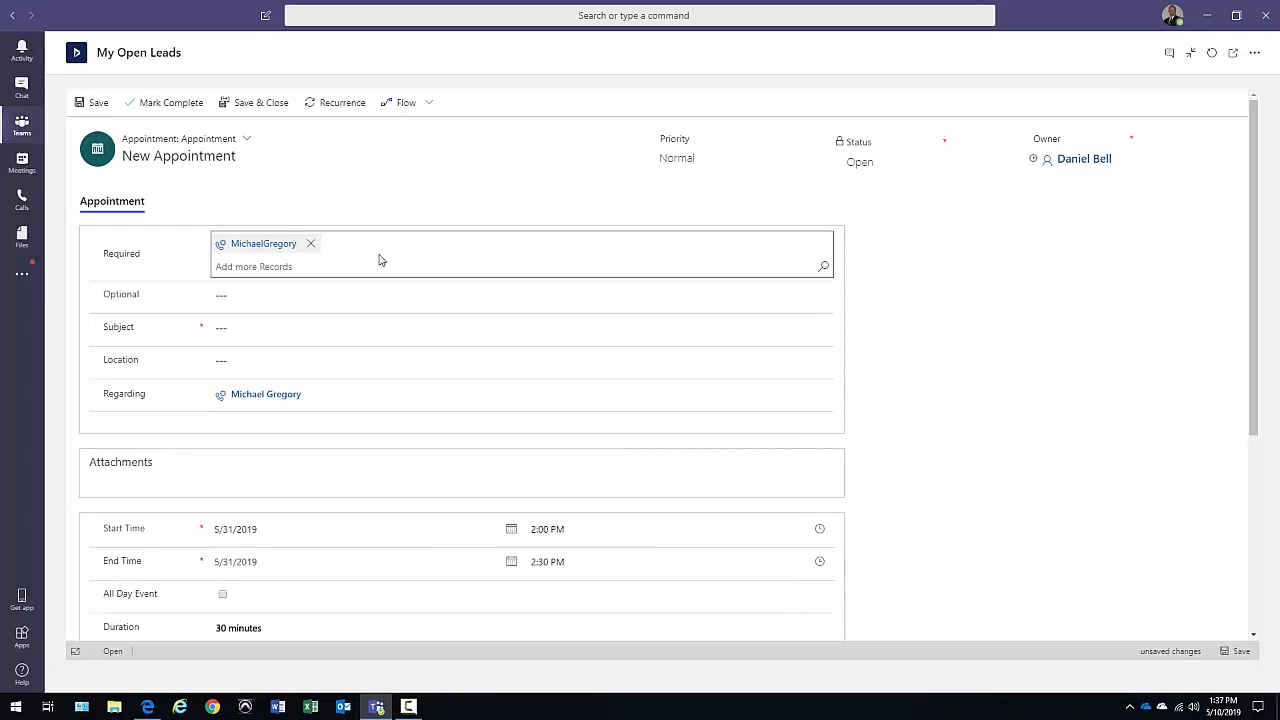 Search or type a command
Activity
Chat
Teams
Meetings
Calls
Files
Get app
Apps
Help
My Open Leads
Save
Mark Complete
Save & Close
Recurrence
Flow
Appointment: Appointment
New Appointment
Priority
Normal
Status *
Open
Owner *
Daniel Bell
Appointment
Required
MichaelGregory
Add more Records
Optional ---
Subject * ---
Location ---
Regarding Michael Gregory
Attachments
Start Time * 5/31/2019 2:00 PM
End Time * 5/31/2019 2:30 PM
All Day Event
Duration 30 minutes
Open unsaved changes Save
1:37 PM
5/10/2019